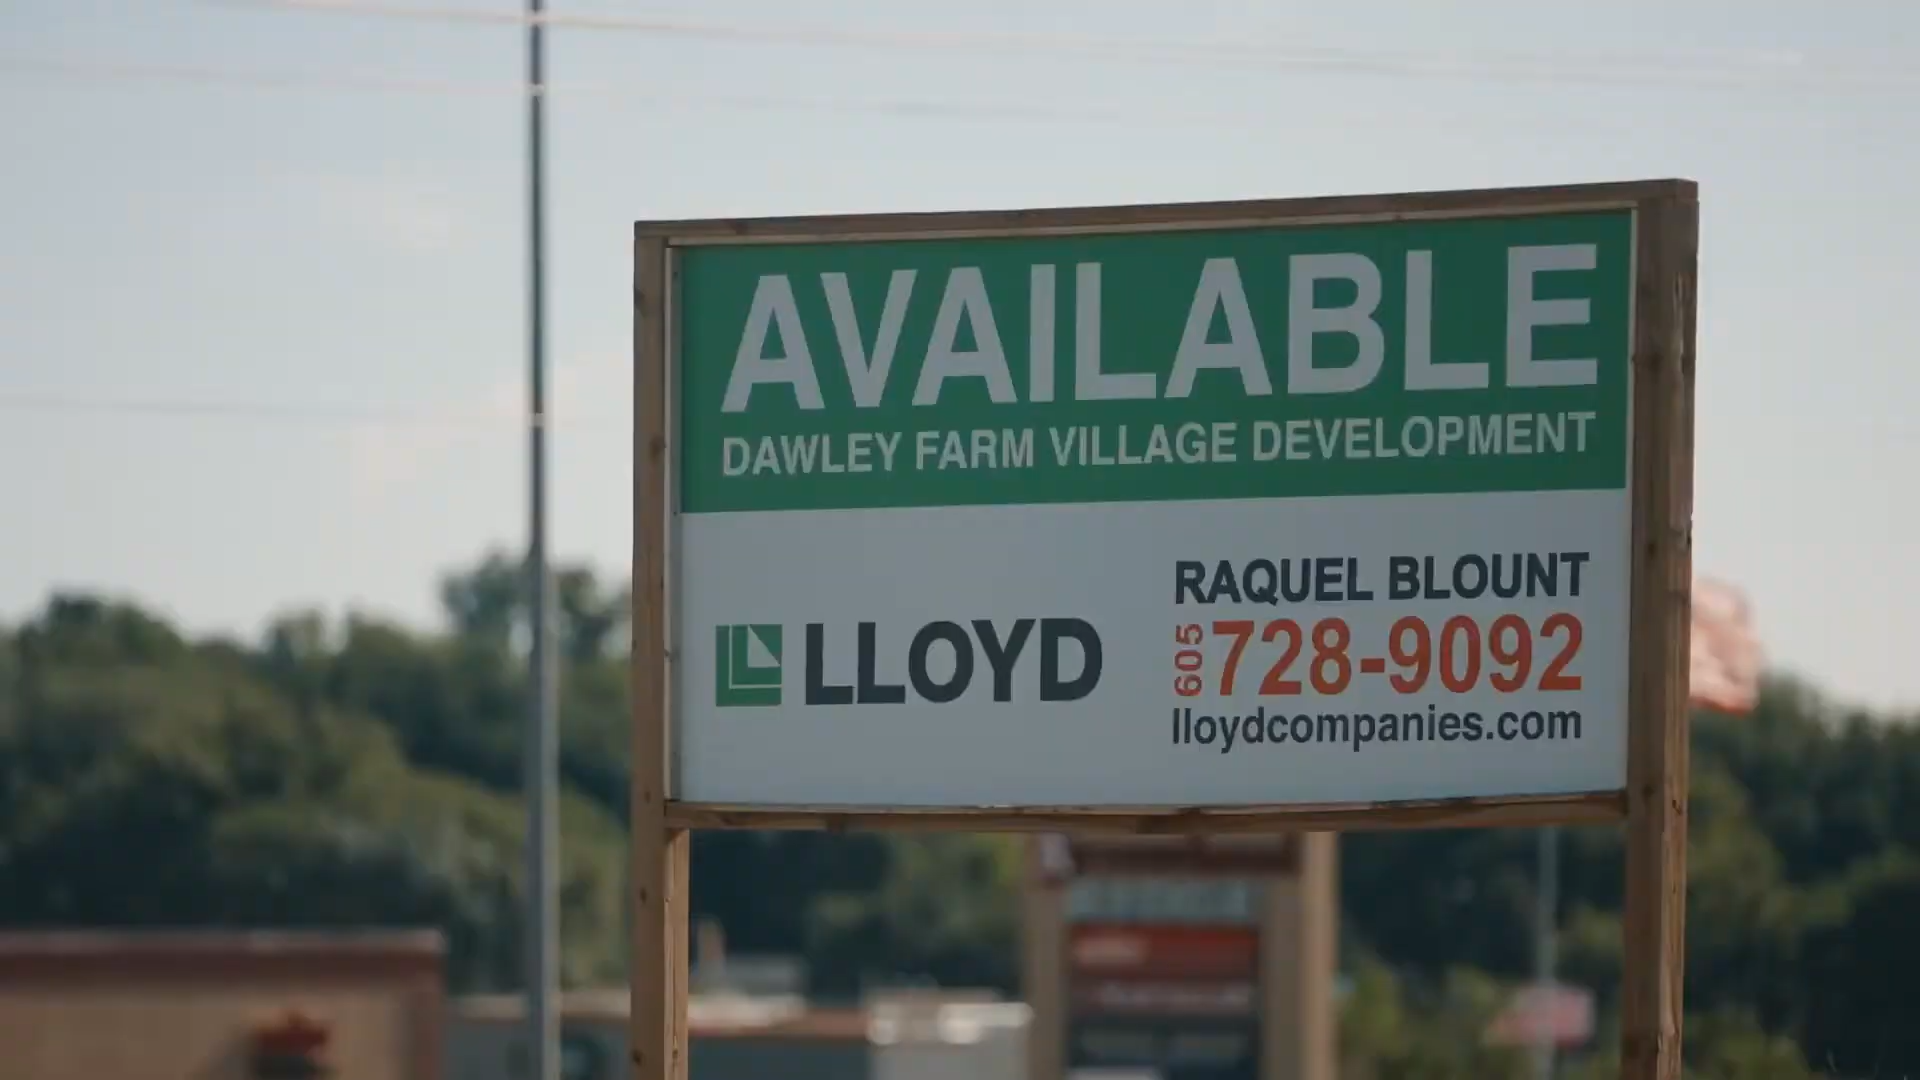 AVAILABLE
DAWLEY FARM VILLAGE DEVELOPMENT
LLOYD
RAQUEL BLOUNT
605 728-9092
lloydcompanies.com